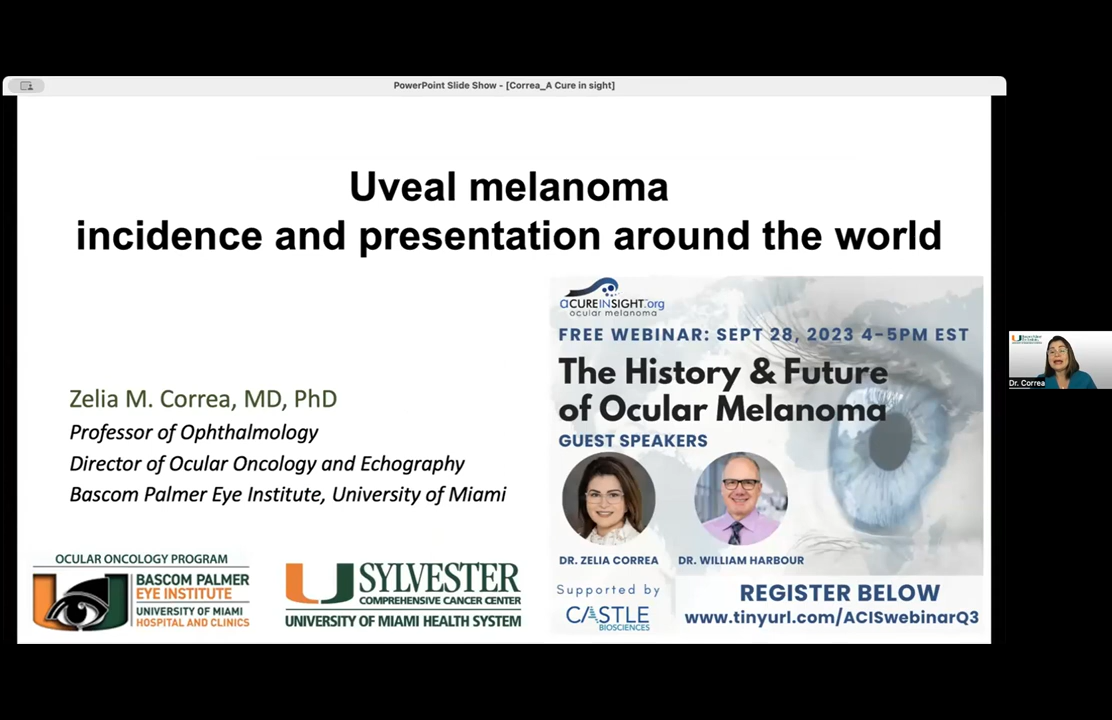 PowerPoint Slide Show - [Correa_A Cure in sight]
Uveal melanoma
incidence and presentation around the world
Zelia M. Correa, MD, PhD
Professor of Ophthalmology
Director of Ocular Oncology and Echography
Bascom Palmer Eye Institute, University of Miami
OCULAR ONCOLOGY PROGRAM
BASCOM PALMER
EYE INSTITUTE
UNIVERSITY OF MIAMI
HOSPITAL AND CLINICS
SYLVESTER
COMPREHENSIVE CANCER CENTER
UNIVERSITY OF MIAMI HEALTH SYSTEM
aCUREINSIGHT.org
ocular melanoma
FREE WEBINAR: SEPT 28, 2023 4-5PM EST
The History & Future
of Ocular Melanoma
GUEST SPEAKERS
DR. ZELIA CORREA
DR. WILLIAM HARBOUR
Supported by
CASTLE
BIOSCIENCES
REGISTER BELOW
www.tinyurl.com/ACISwebinarQ3
Dr. Correa